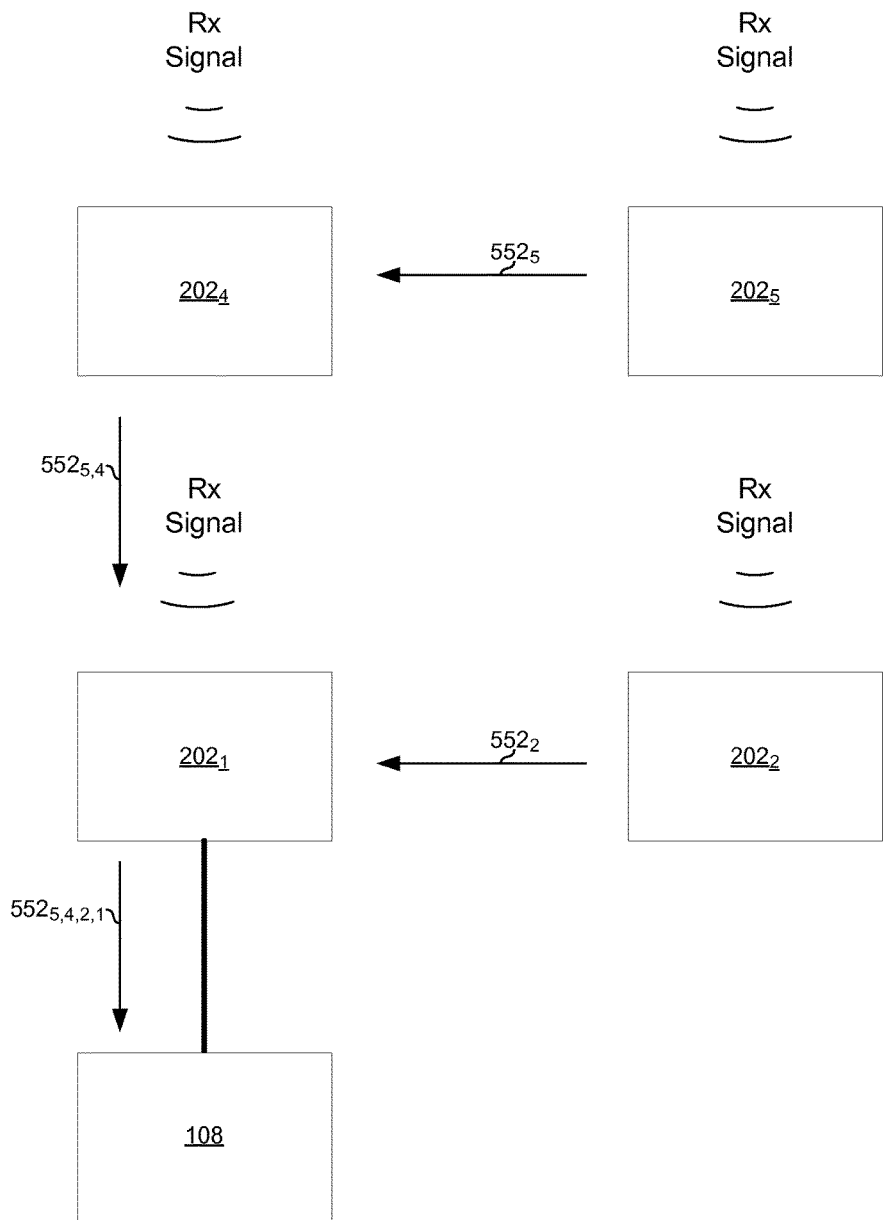 Rx
Signal
Rx
Signal
552₅
202₄
202₅
552₅,₄
Rx
Signal
Rx
Signal
552₂
202₁
202₂
552₅,₄,₂,₁
108